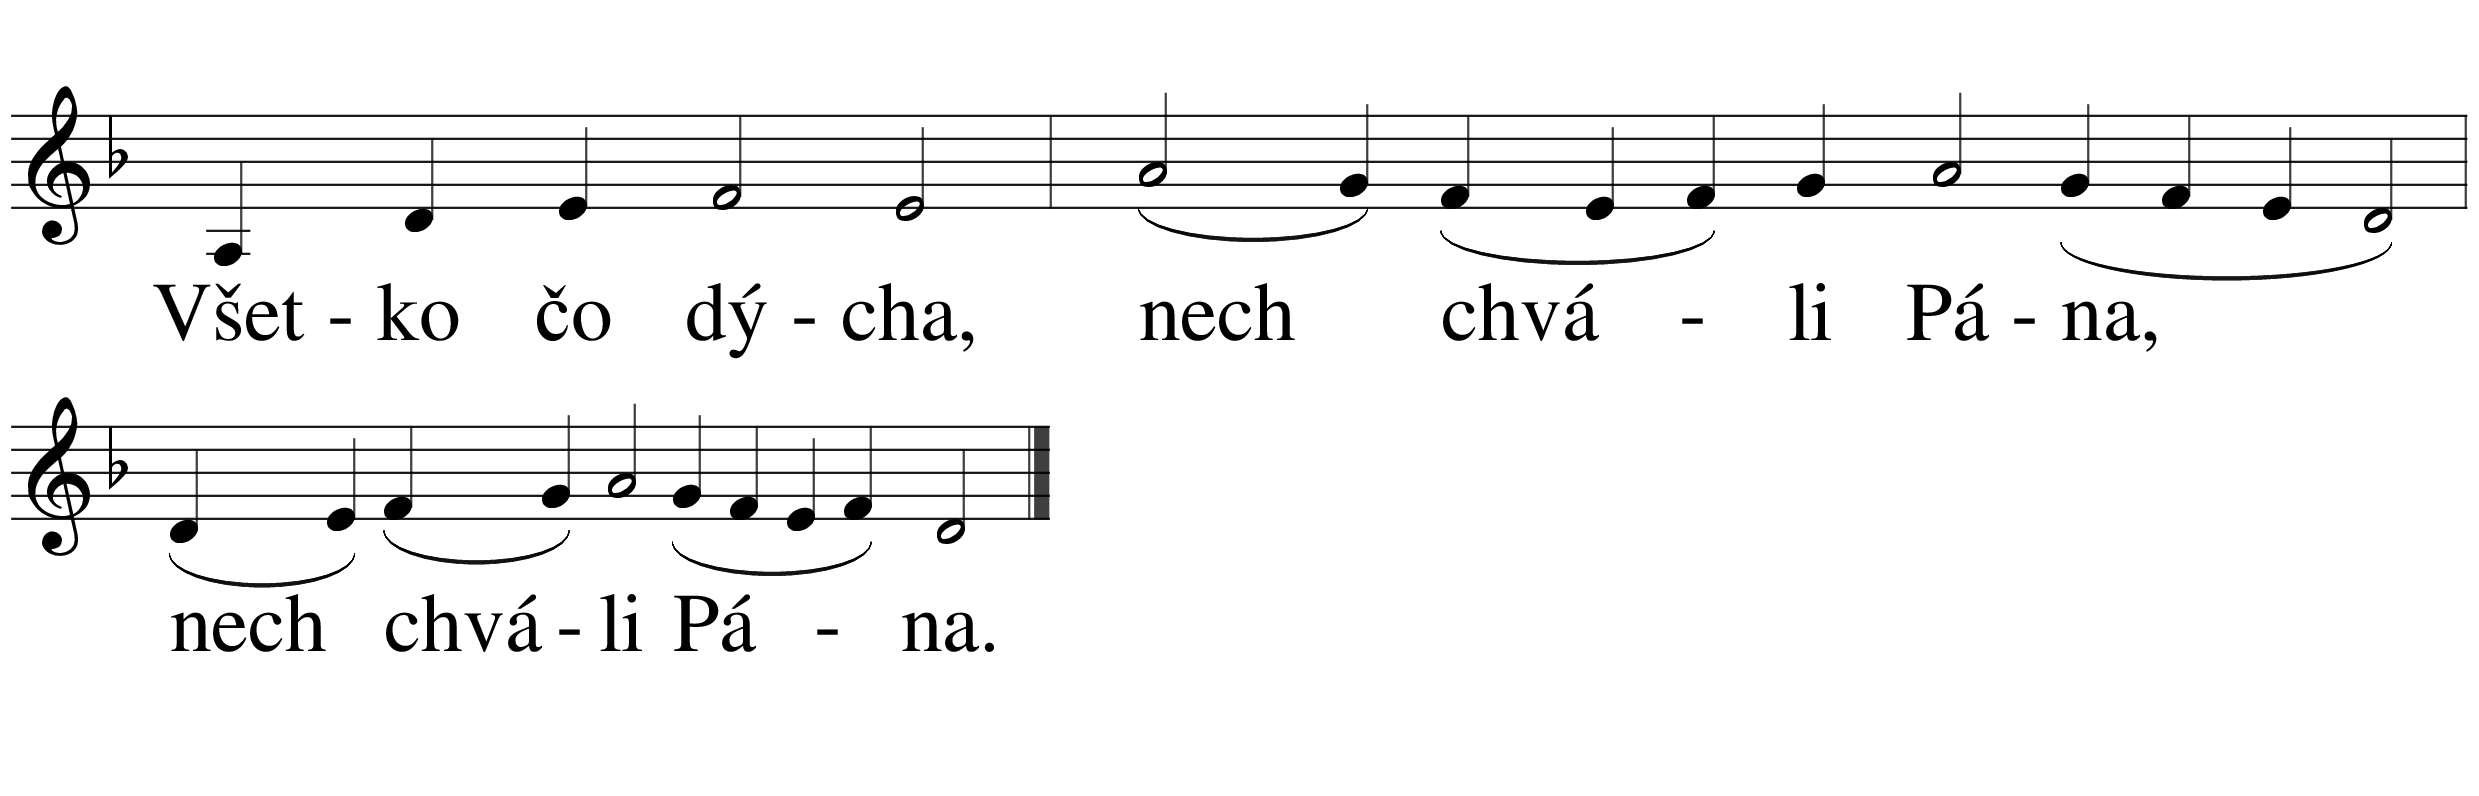 Všet - ko čo dý - cha, nech chvá - li Pá - na,
nech chvá - li Pá - na.